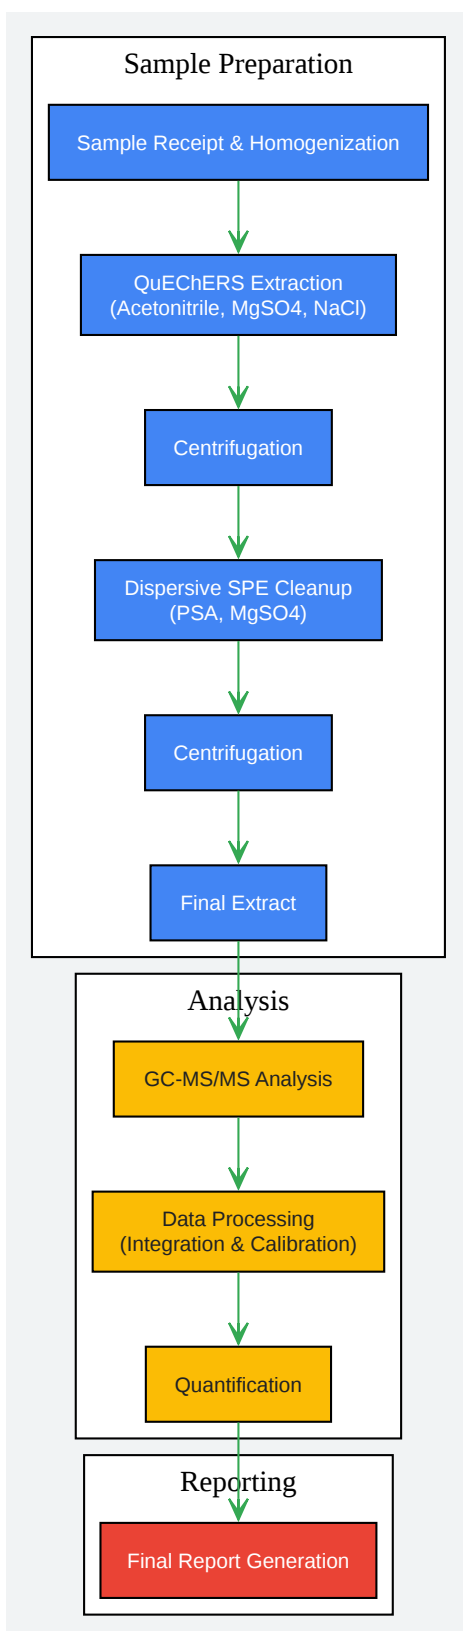 Sample Preparation
Sample Receipt & Homogenization
QuEChERS Extraction
(Acetonitrile, MgSO4, NaCl)
Centrifugation
Dispersive SPE Cleanup
(PSA, MgSO4)
Centrifugation
Final Extract
Analysis
GC-MS/MS Analysis
Data Processing
(Integration & Calibration)
Quantification
Reporting
Final Report Generation